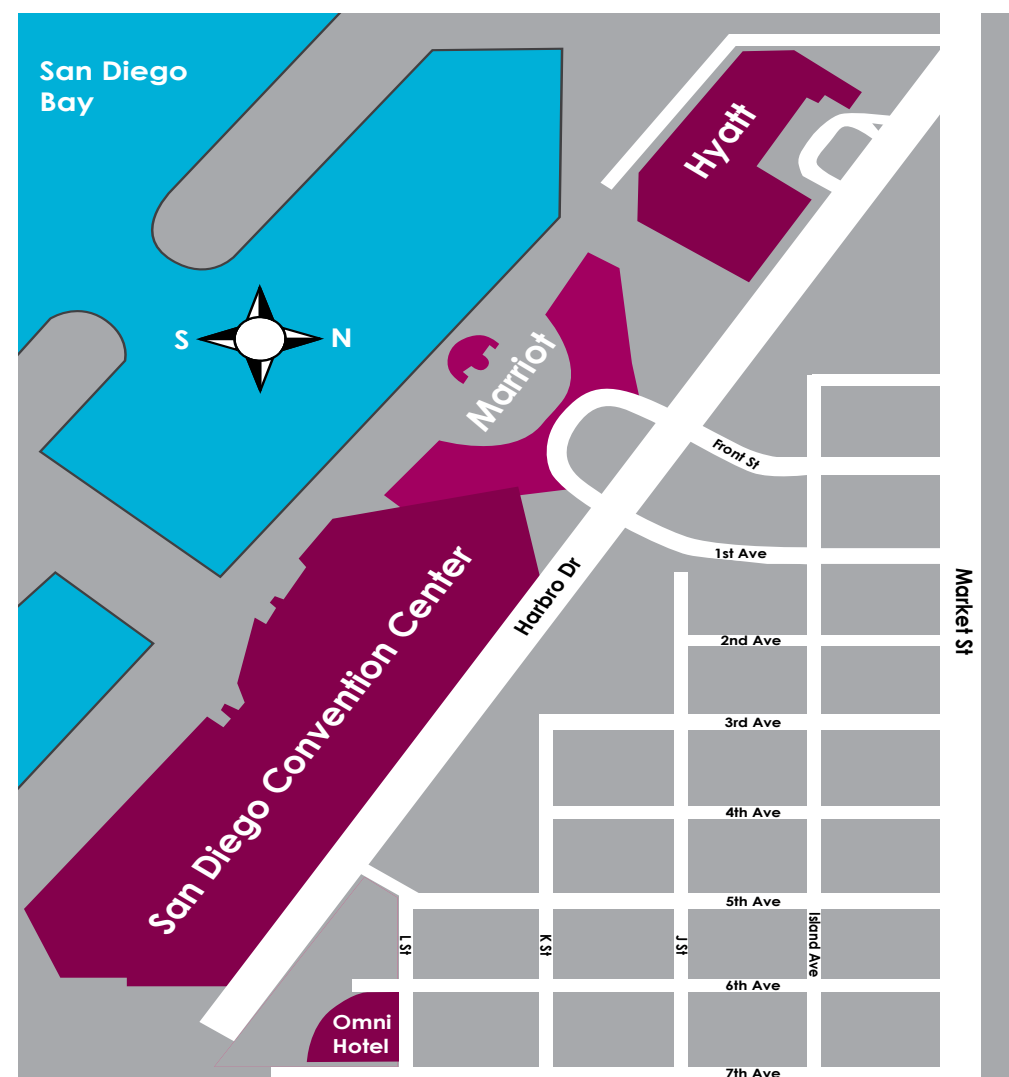 San Diego
Bay
Hyatt
S
N
Marriot
Front St
1st Ave
Harbro Dr
Market St
San Diego Convention Center
2nd Ave
3rd Ave
4th Ave
5th Ave
L St
K St
J St
Island Ave
6th Ave
Omni
Hotel
7th Ave